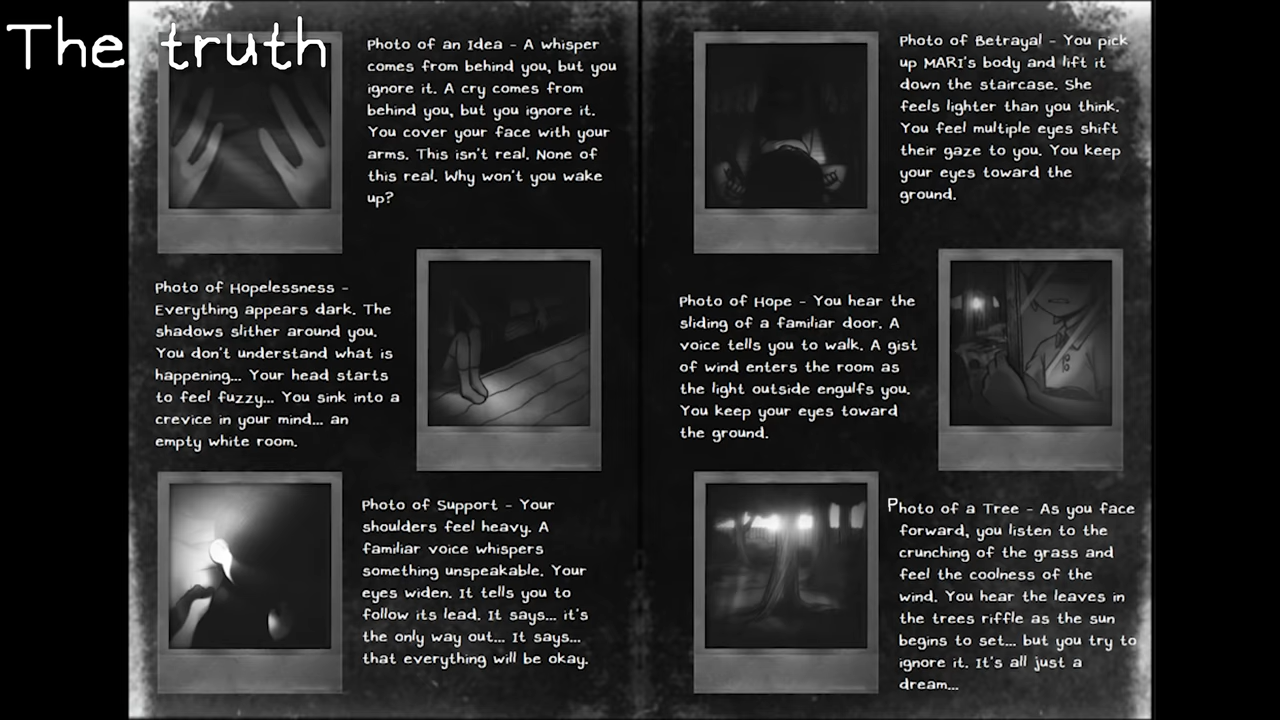 The truth
Photo of an Idea - A whisper
comes from behind you, but you
ignore it. A cry comes from
behind you, but you ignore it.
You cover your face with your
arms. This isn't real. None of
this real. Why won't you wake
up?
Photo of Hopelessness -
Everything appears dark. The
shadows slither around you.
You don't understand what is
happening... Your head starts
to feel fuzzy... You sink into a
crevice in your mind... an
empty white room.
Photo of Support - Your
shoulders feel heavy. A
familiar voice whispers
something unspeakable. Your
eyes widen. It tells you to
follow its lead. It says... it's
the only way out... It says...
that everything will be okay.
Photo of Betrayal - You pick
up MARI's body and lift it
down the staircase. She
feels lighter than you think.
You feel multiple eyes shift
their gaze to you. You keep
your eyes toward the
ground.
Photo of Hope - You hear the
sliding of a familiar door. A
voice tells you to walk. A gist
of wind enters the room as
the light outside engulfs you.
You keep your eyes toward
the ground.
Photo of a Tree - As you face
forward, you listen to the
crunching of the grass and
feel the coolness of the
wind. You hear the leaves in
the trees riffle as the sun
begins to set... but you try to
ignore it. It's all just a
dream...